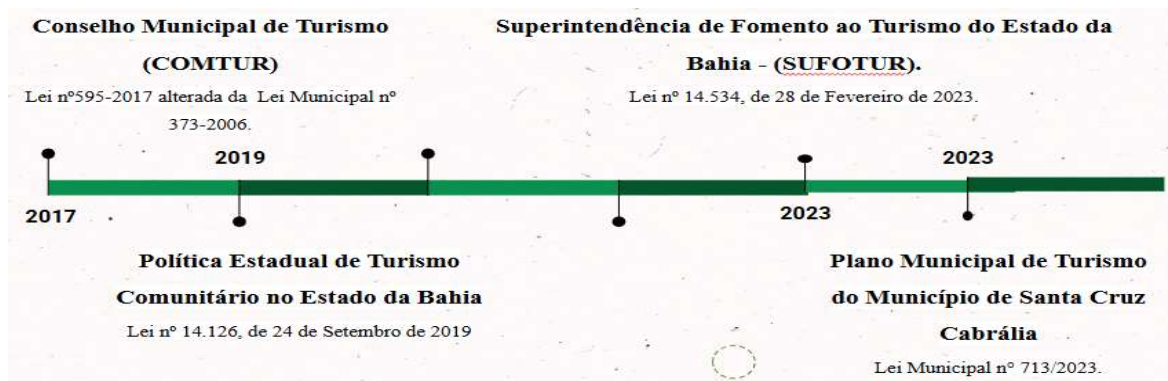 Conselho Municipal de Turismo
(COMTUR)
Lei nº595-2017 alterada da Lei Municipal nº
373-2006.
Superintendência de Fomento ao Turismo do Estado da
Bahia - (SUFOTUR).
Lei nº 14.534, de 28 de Fevereiro de 2023.
2019
2023
2017
2023
Política Estadual de Turismo
Comunitário no Estado da Bahia
Lei nº 14.126, de 24 de Setembro de 2019
Plano Municipal de Turismo
do Município de Santa Cruz
Cabrália
Lei Municipal n° 713/2023.